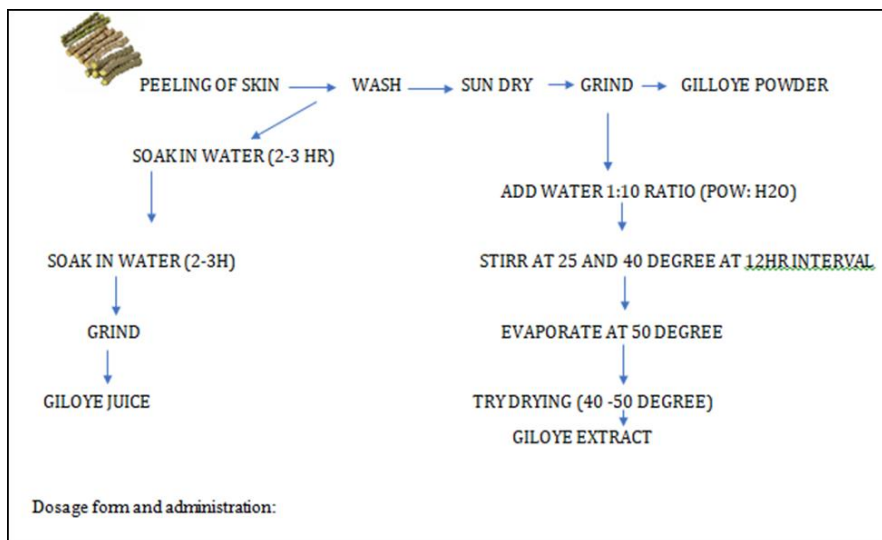 PEELING OF SKIN WASH SUN DRY GRIND GILLOYE POWDER
SOAK IN WATER (2-3 HR)
ADD WATER 1:10 RATIO (POW: H2O)
SOAK IN WATER (2-3H)
STIRR AT 25 AND 40 DEGREE AT 12HR INTERVAL
GRIND
EVAPORATE AT 50 DEGREE
GILOYE JUICE
TRY DRYING (40 -50 DEGREE)
GILOYE EXTRACT
Dosage form and administration: